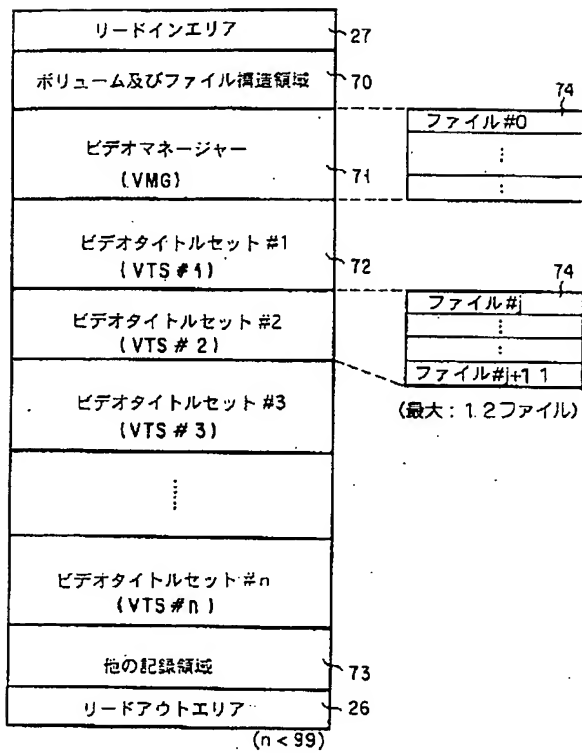 リードインエリア 27
ボリューム及びファイル構造領域 70
74
ファイル#0
⋮
⋮
ビデオマネージャー
(VMG) 71
ビデオタイトルセット #1
(VTS #1) 72
74
ファイル#j
⋮
⋮
ファイル#j+11
(最大: 12ファイル)
ビデオタイトルセット #2
(VTS #2)
ビデオタイトルセット #3
(VTS #3)
⋮
ビデオタイトルセット #n
(VTS #n)
他の記録領域 73
リードアウトエリア 26
(n<99)